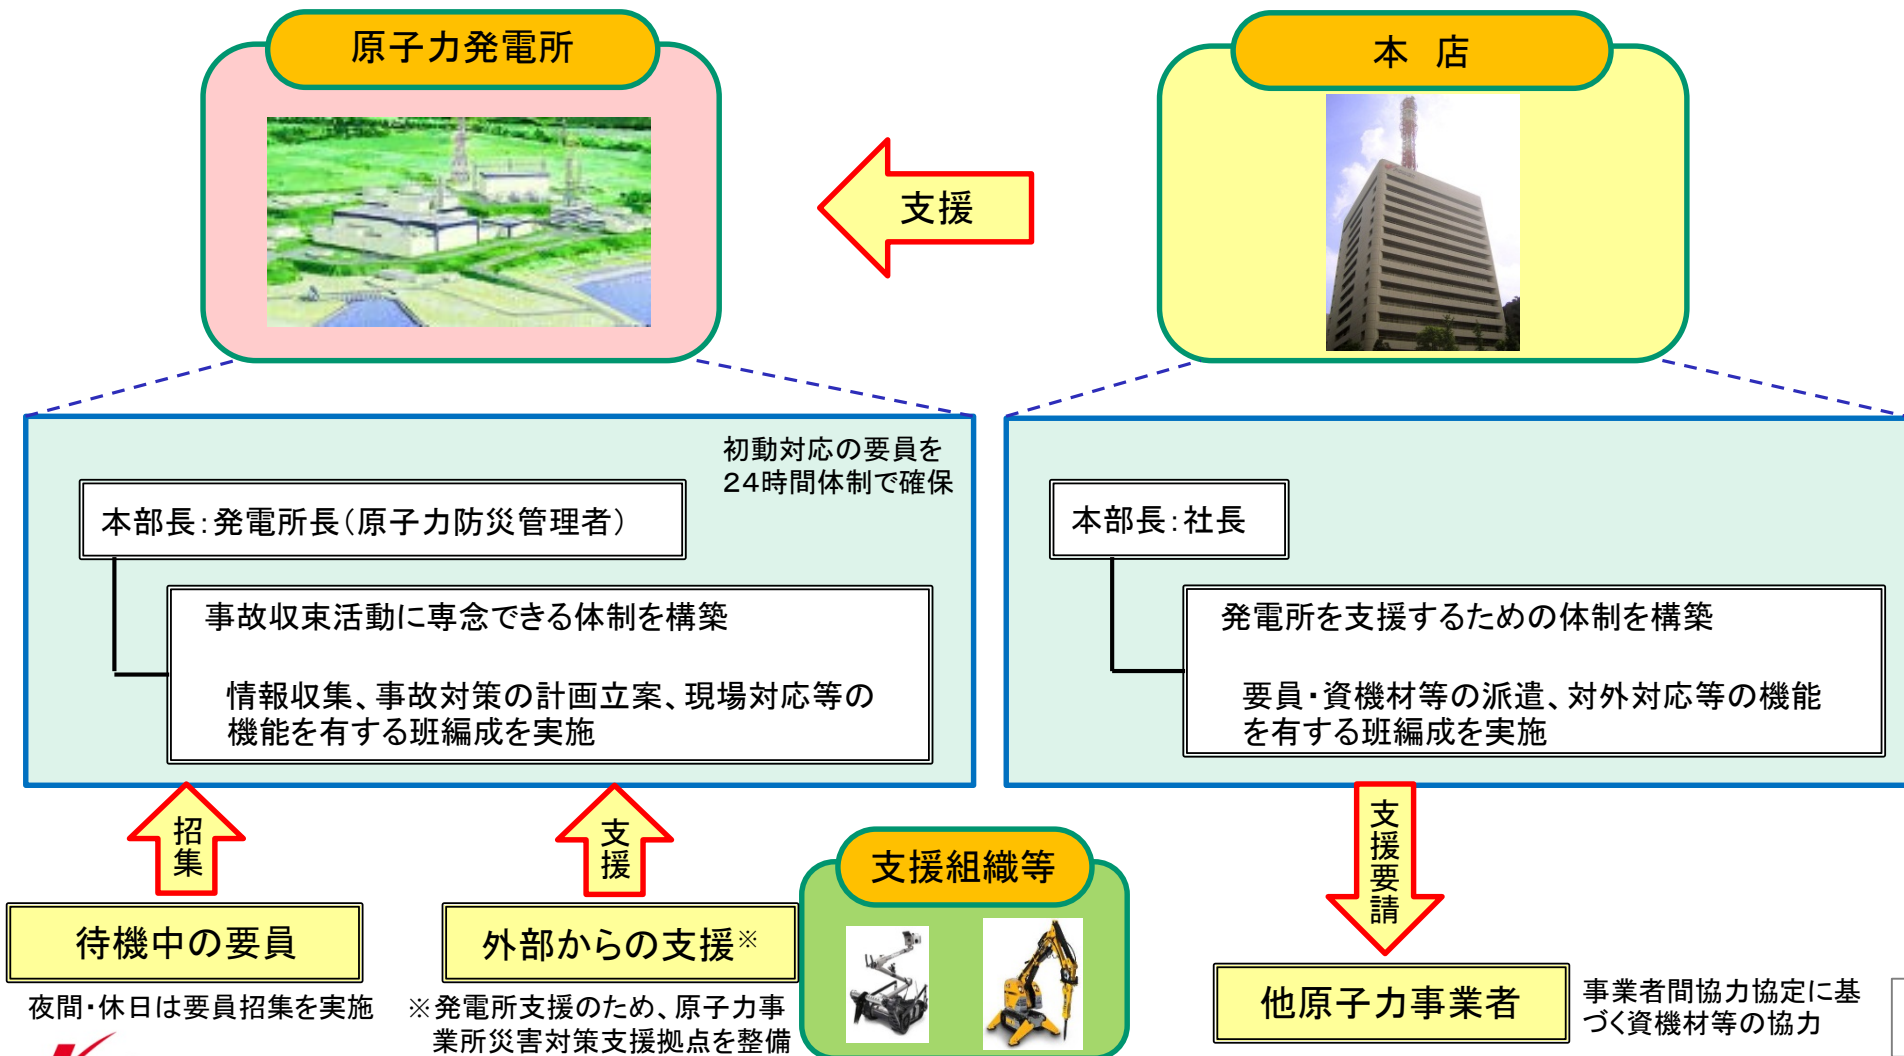 原子力発電所
本 店
支援
初動対応の要員を
24時間体制で確保
本部長:発電所長(原子力防災管理者)
事故収束活動に専念できる体制を構築
情報収集、事故対策の計画立案、現場対応等の
機能を有する班編成を実施
本部長:社長
発電所を支援するための体制を構築
要員・資機材等の派遣、対外対応等の機能
を有する班編成を実施
招集
支援
支援要請
支援組織等
待機中の要員
夜間・休日は要員招集を実施
外部からの支援※
※発電所支援のため、原子力事
業所災害対策支援拠点を整備
他原子力事業者
事業者間協力協定に基
づく資機材等の協力